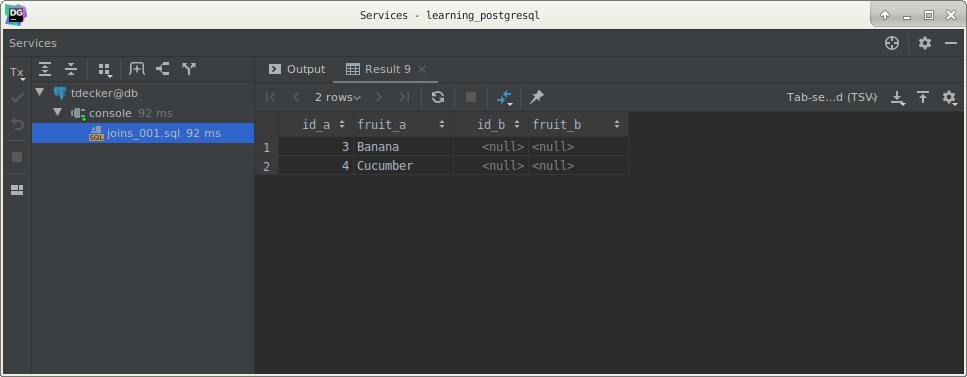 DG
Services - learning_postgresql
Services
Tx
tdecker@db
console 92 ms
SQL joins_001.sql 92 ms
Output
Result 9
2 rows
Tab-se...d (TSV)
id_a fruit_a id_b fruit_b
1 3 Banana <null> <null>
2 4 Cucumber <null> <null>